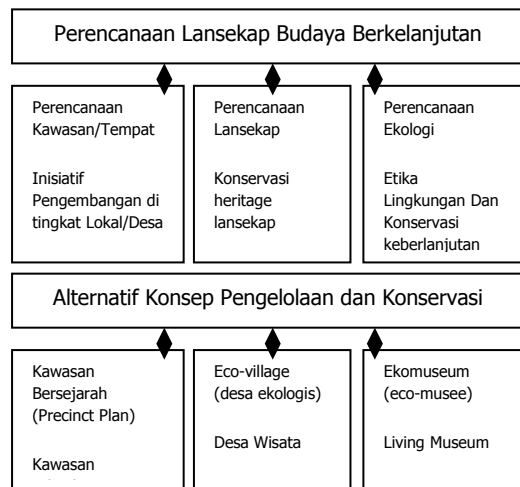 Perencanaan Lansekap Budaya Berkelanjutan
Perencanaan
Kawasan/Tempat
Inisiatif
Pengembangan di
tingkat Lokal/Desa
Perencanaan
Lansekap
Konservasi
heritage
lansekap
Perencanaan
Ekologi
Etika
Lingkungan Dan
Konservasi
keberlanjutan
Alternatif Konsep Pengelolaan dan Konservasi
Kawasan
Bersejarah
(Precinct Plan)
Kawasan
Eco-village
(desa ekologis)
Desa Wisata
Ekomuseum
(eco-musee)
Living Museum